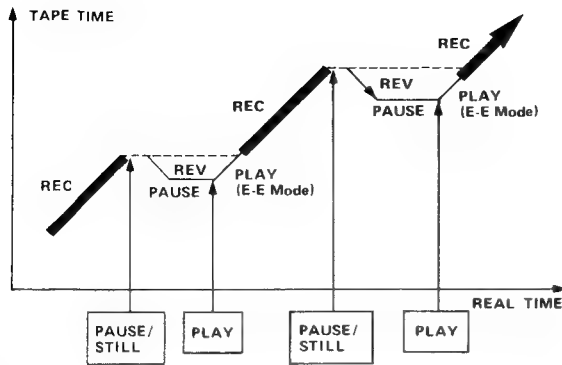 TAPE TIME
REC
REV
PLAY
(E-E Mode)
PAUSE
REC
REV
PLAY
(E-E Mode)
PAUSE
REC
REAL TIME
PAUSE/
STILL
PLAY
PAUSE/
STILL
PLAY